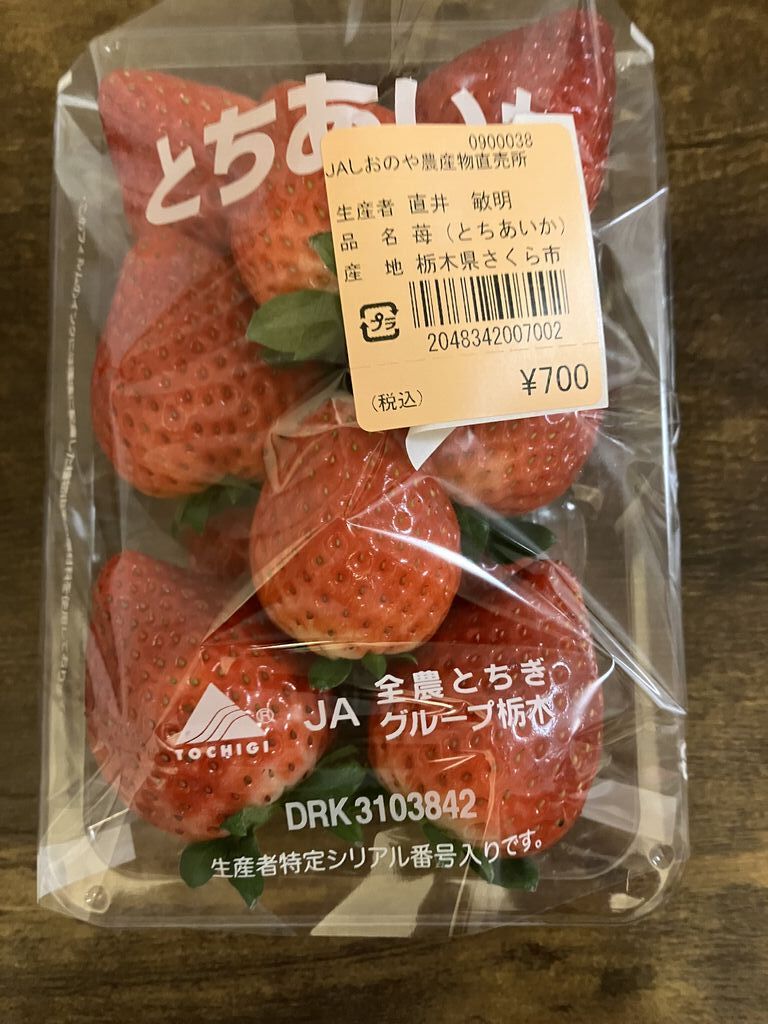 とちあいか
0900038
JAしおのや農産物直売所
生産者 直井 敏明
品 名 苺（とちあいか）
産 地 栃木県さくら市
プラ
2048342007002
¥700
（税込）
TOCHIGI
JA 全農とちぎ
グループ栃木
DRK3103842
生産者特定シリアル番号入りです。